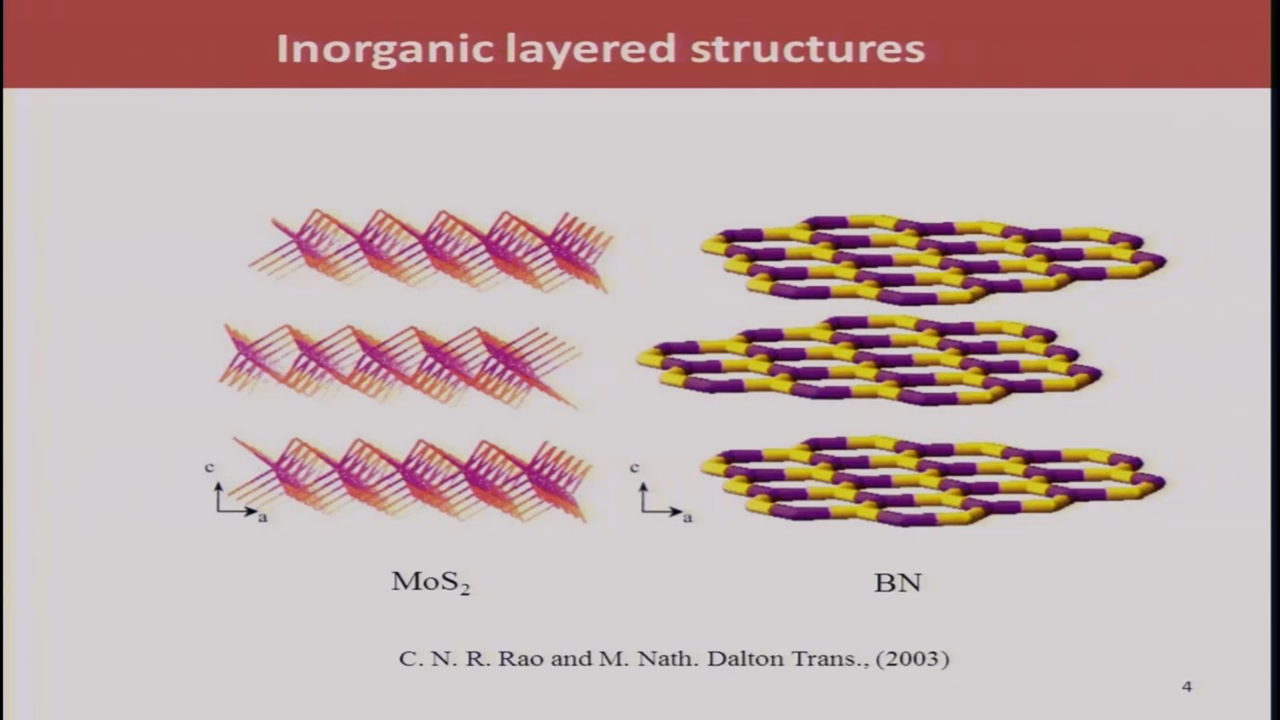 Inorganic layered structures
c
a
c
a
MoS₂
BN
C. N. R. Rao and M. Nath. Dalton Trans., (2003)
4